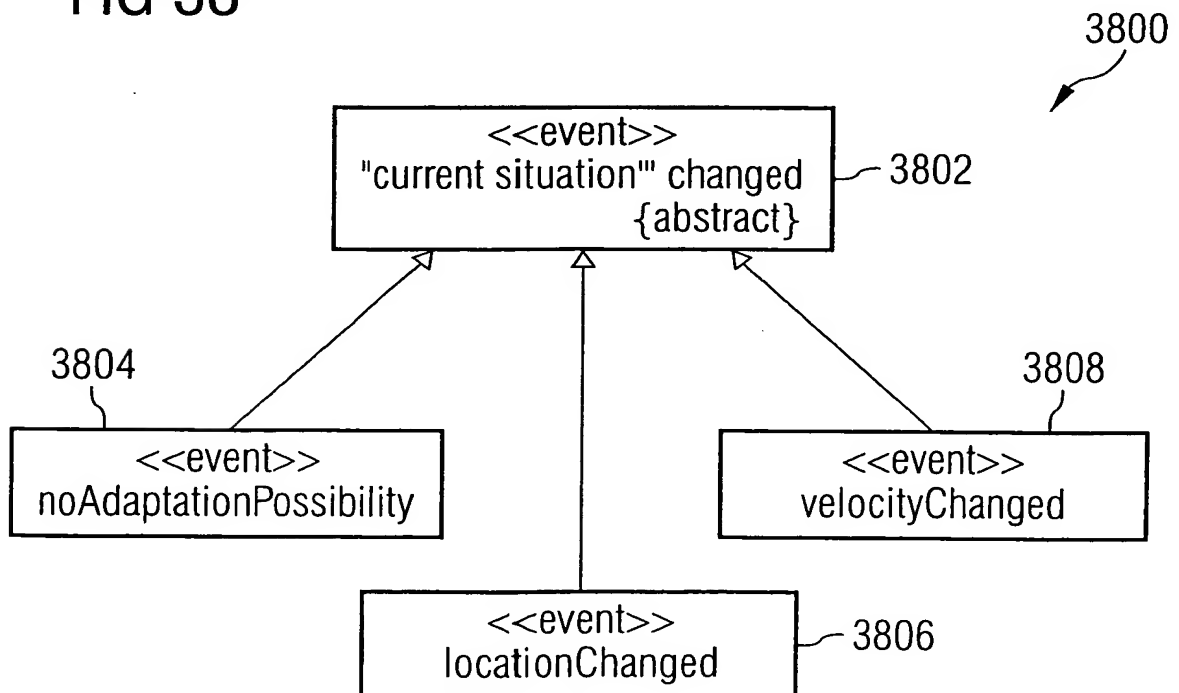 3800
<<event>>
"current situation'" changed
{abstract}
3802
3804
<<event>>
noAdaptationPossibility
3808
<<event>>
velocityChanged
<<event>>
locationChanged
3806